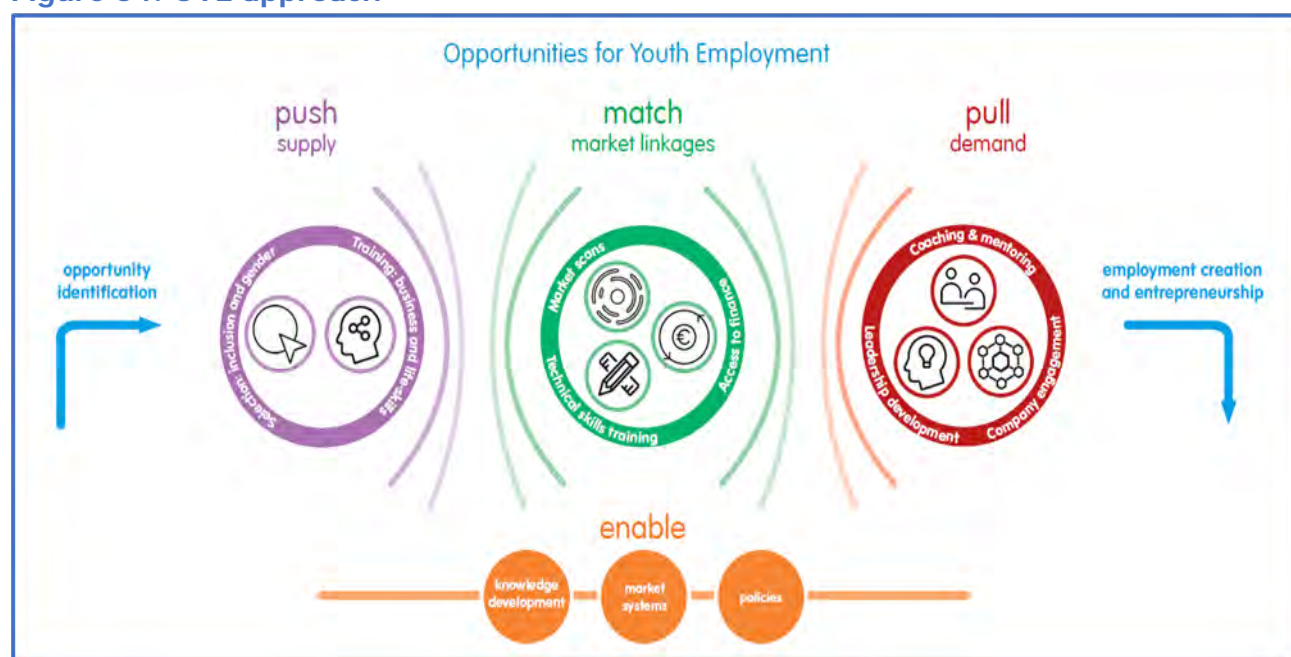 Opportunities for Youth Employment
push
supply
match
market linkages
pull
demand
opportunity
identification
Selection: inclusion and gender
Training: business and life-skills
Market scans
Access to finance
Technical skills training
€
Coaching & mentoring
Leadership development
Company engagement
employment creation
and entrepreneurship
enable
knowledge
development
market
systems
policies